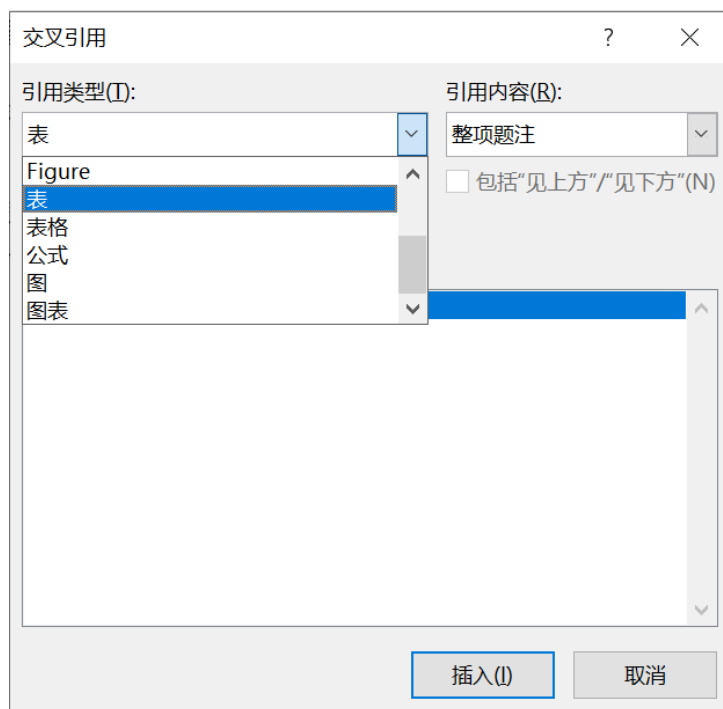 交叉引用
?
引用类型(T):
引用内容(R):
表
整项题注
Figure
表
表格
公式
图
图表
包括“见上方”/“见下方”(N)
插入(I)
取消